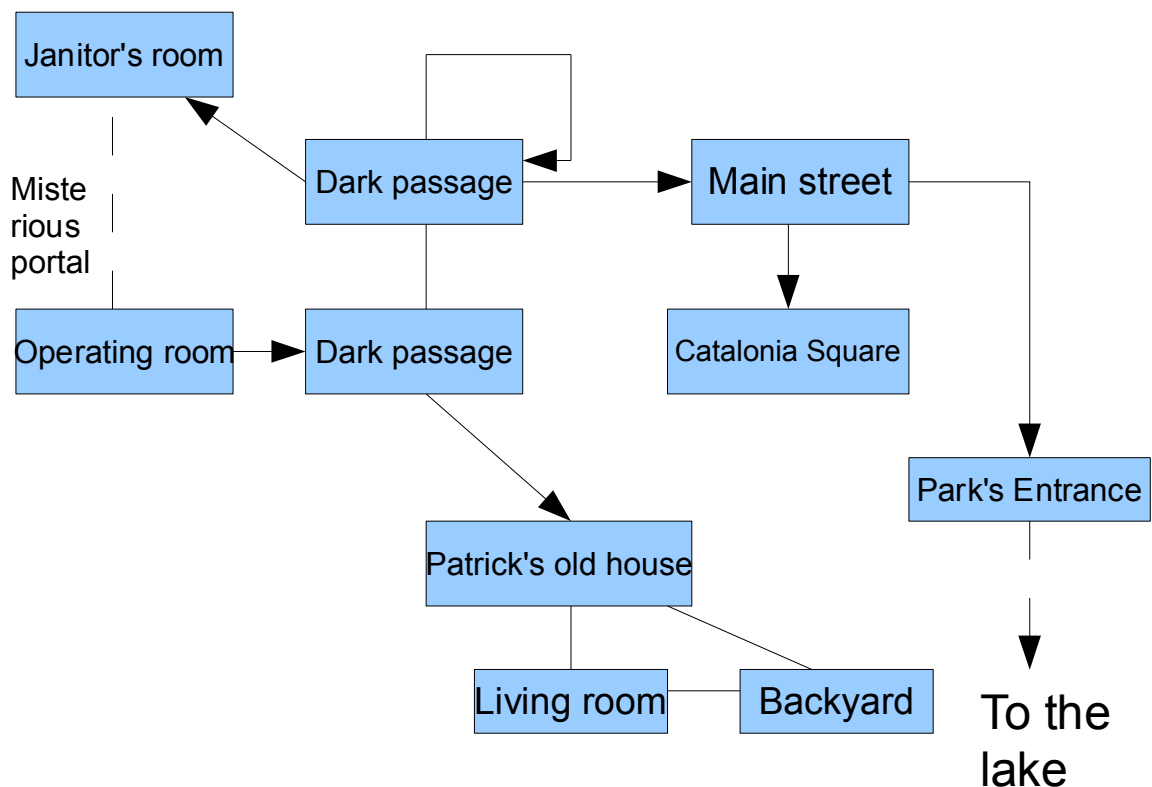 Janitor's room
Dark passage
Main street
Miste
rious
portal
Operating room
Dark passage
Catalonia Square
Park's Entrance
Patrick's old house
Living room
Backyard
To the
lake